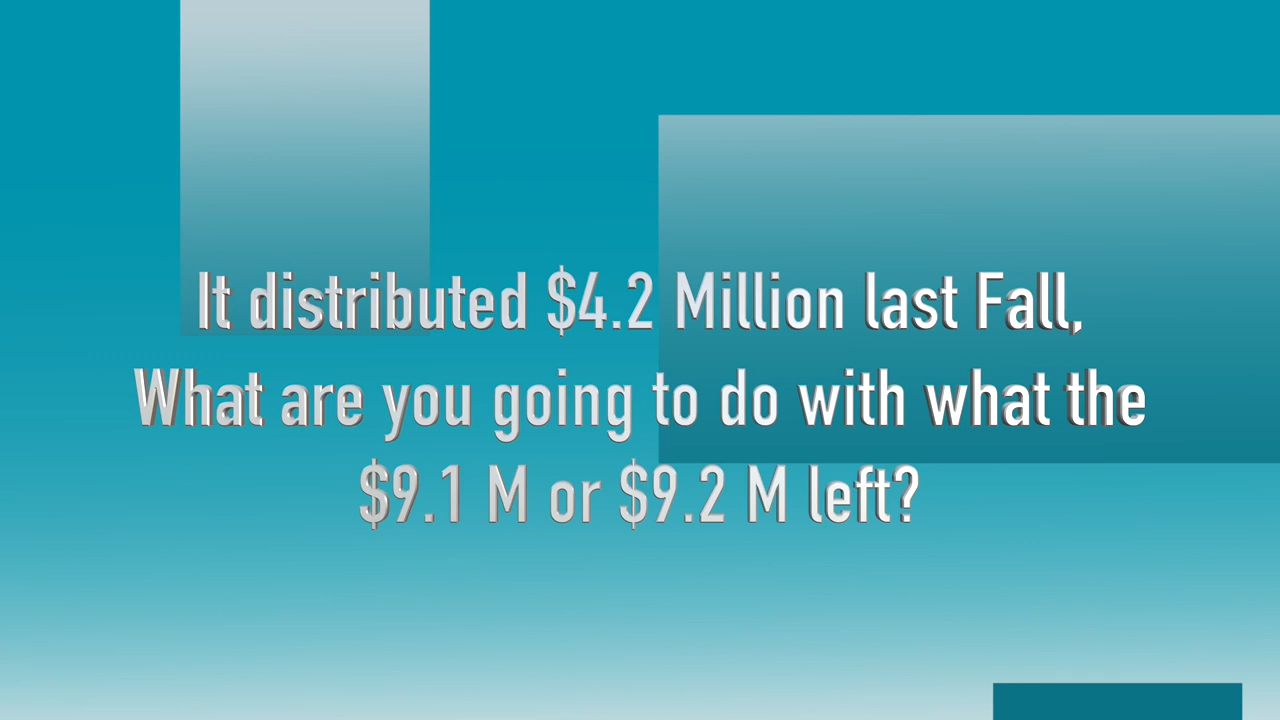 It distributed $4.2 Million last Fall,
What are you going to do with what the
$9.1 M or $9.2 M left?